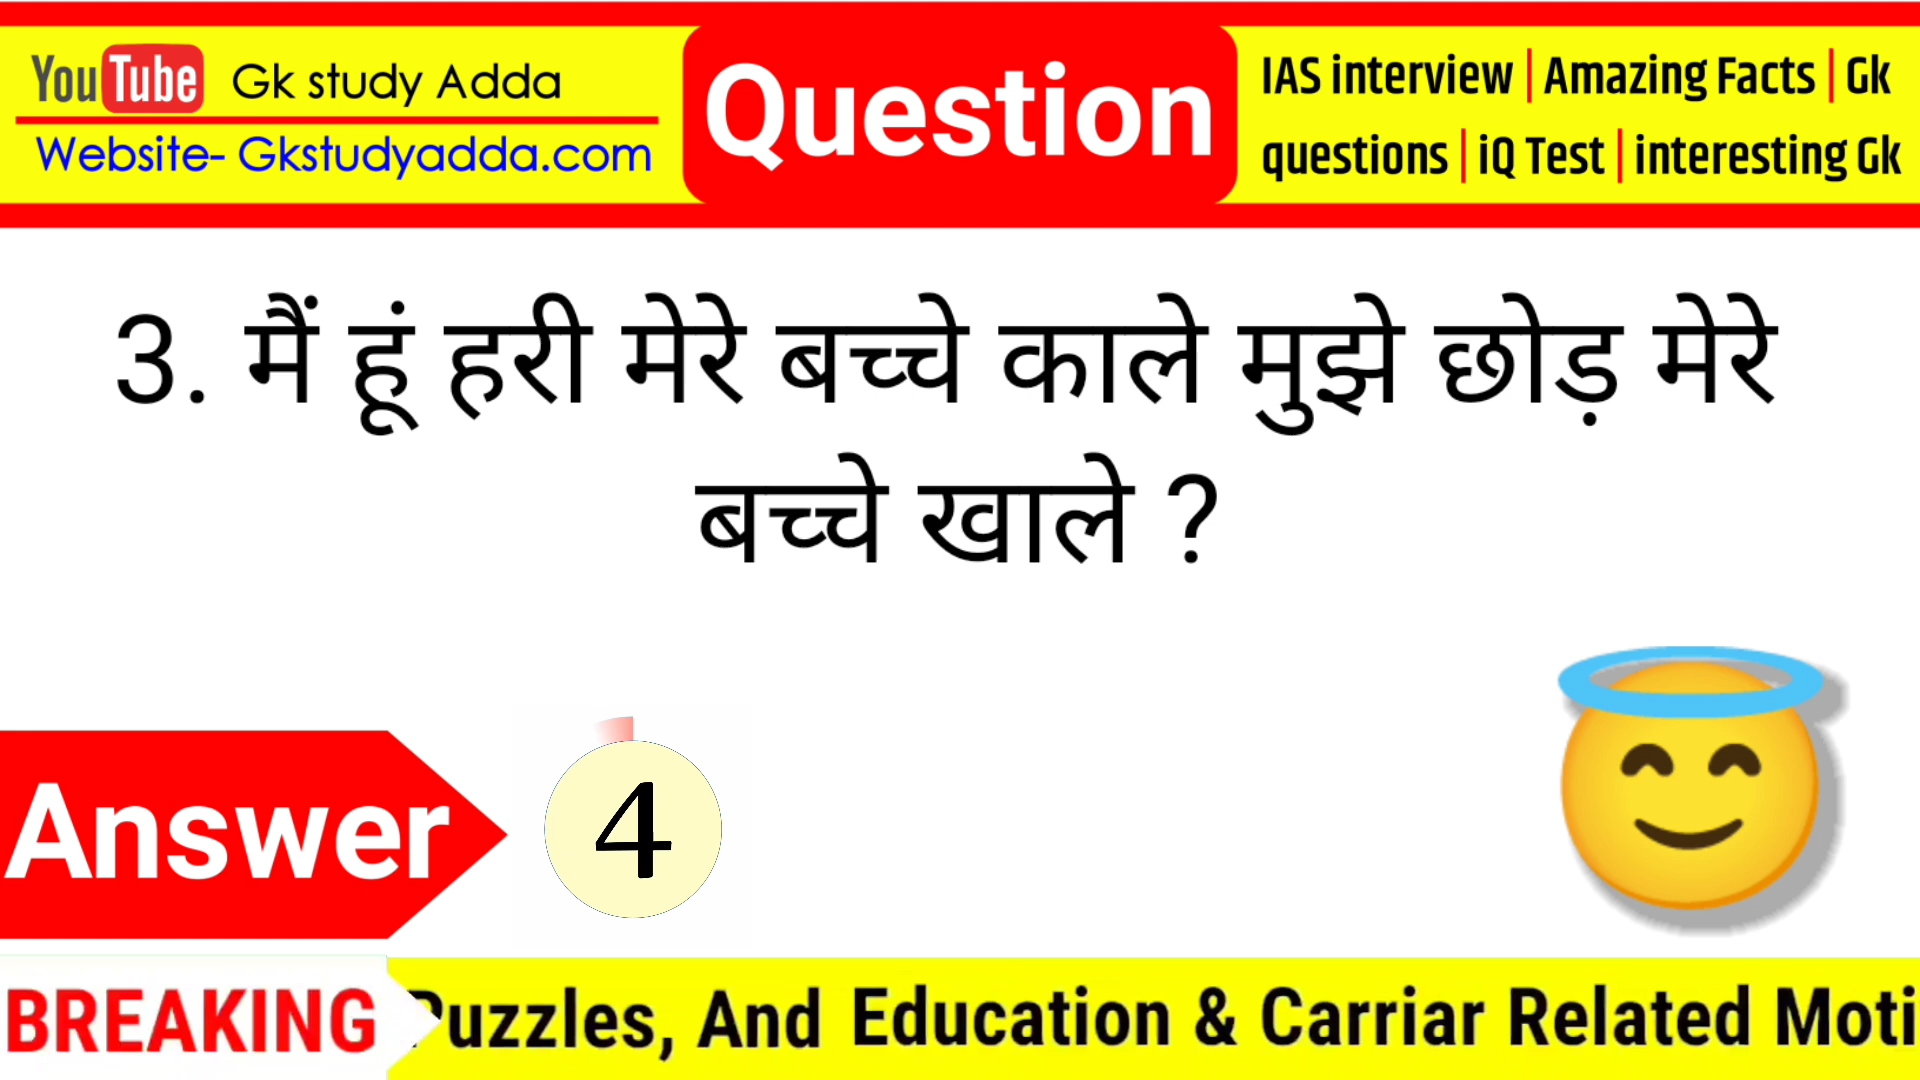 YouTube Gk study Adda
Website- Gkstudyadda.com
Question
IAS interview | Amazing Facts | Gk
questions | iQ Test | interesting Gk
3. मैं हूं हरी मेरे बच्चे काले मुझे छोड़ मेरे
बच्चे खाले ?
Answer
4
BREAKING
Puzzles, And Education & Carriar Related Moti